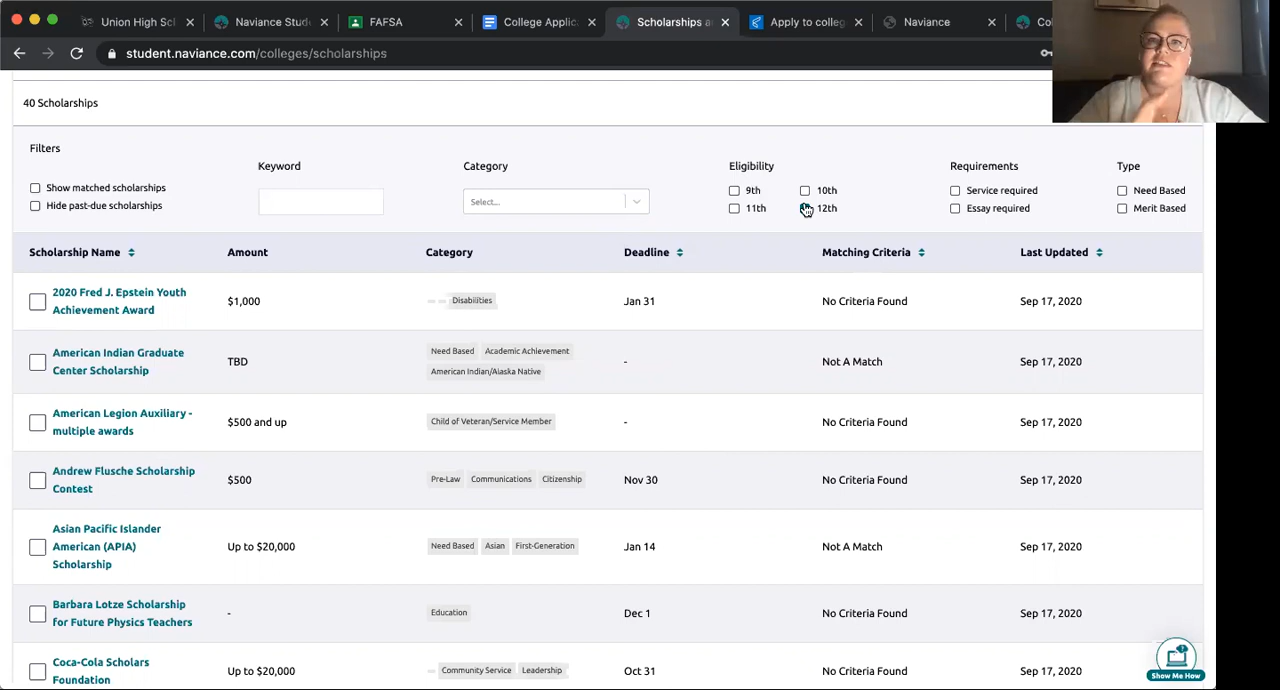 Union High Scl
Naviance Stude
FAFSA
College Applica
Scholarships a
Apply to colleg
Naviance
Col
student.naviance.com/colleges/scholarships
40 Scholarships
Filters
Show matched scholarships
Hide past-due scholarships
Keyword
Category
Select...
Eligibility
9th
10th
11th
12th
Requirements
Service required
Essay required
Type
Need Based
Merit Based
Scholarship Name Amount Category Deadline Matching Criteria Last Updated
2020 Fred J. Epstein Youth
Achievement Award
$1,000
Disabilities
Jan 31
No Criteria Found
Sep 17, 2020
American Indian Graduate
Center Scholarship
TBD
Need Based Academic Achievement
American Indian/Alaska Native
-
Not A Match
Sep 17, 2020
American Legion Auxiliary -
multiple awards
$500 and up
Child of Veteran/Service Member
-
No Criteria Found
Sep 17, 2020
Andrew Flusche Scholarship
Contest
$500
Pre-Law Communications Citizenship
Nov 30
No Criteria Found
Sep 17, 2020
Asian Pacific Islander
American (APIA)
Scholarship
Up to $20,000
Need Based Asian First-Generation
Jan 14
Not A Match
Sep 17, 2020
Barbara Lotze Scholarship
for Future Physics Teachers
-
Education
Dec 1
No Criteria Found
Sep 17, 2020
Coca-Cola Scholars
Foundation
Up to $20,000
Community Service Leadership
Oct 31
No Criteria Found
Sep 17, 2020
Show Me How